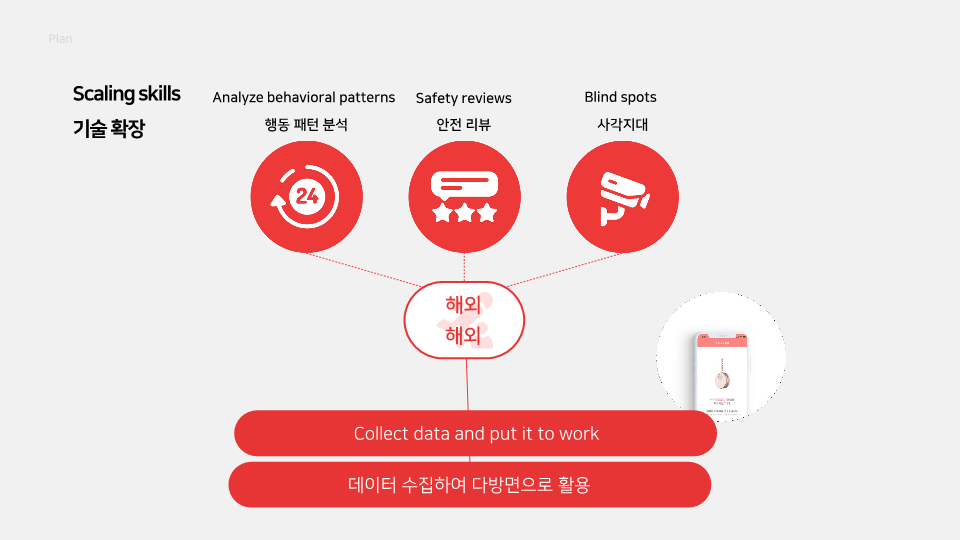 Plan
Scaling skills
기술 확장
Analyze behavioral patterns
행동 패턴 분석
Safety reviews
안전 리뷰
Blind spots
사각지대
24
해외
해외
Collect data and put it to work
데이터 수집하여 다방면으로 활용